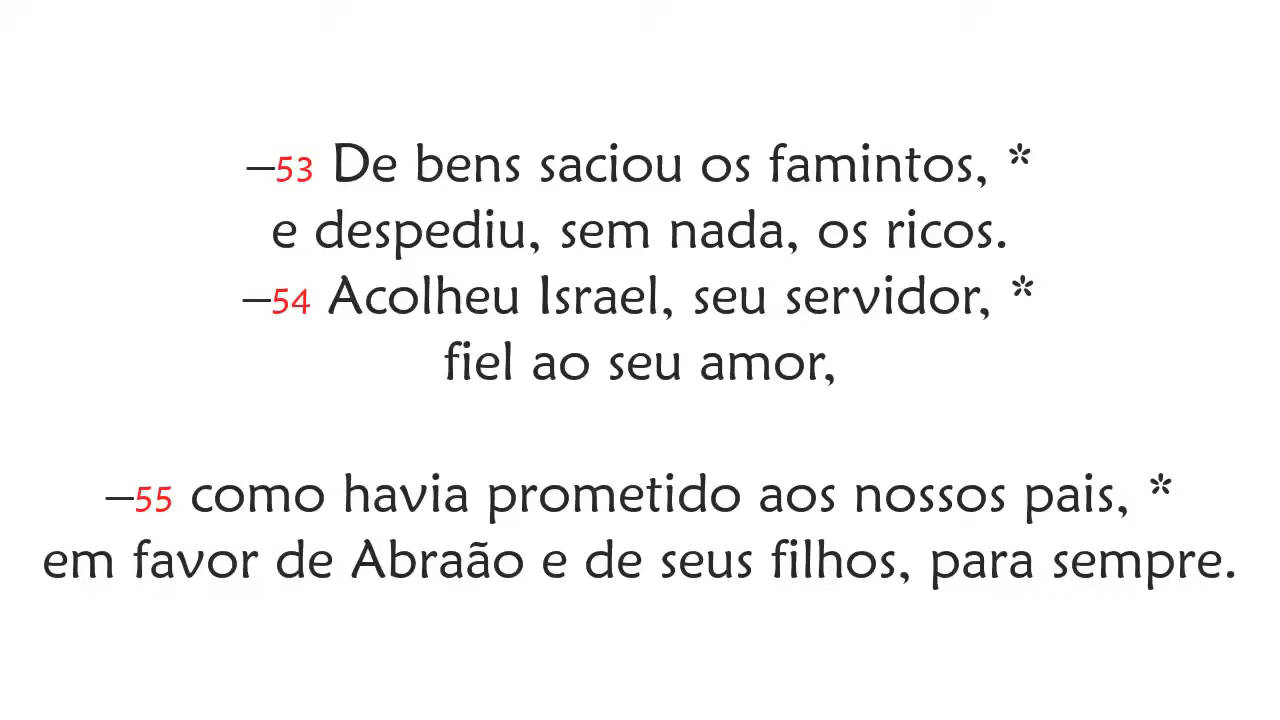 –53 De bens saciou os famintos, *
e despediu, sem nada, os ricos.
–54 Acolheu Israel, seu servidor, *
fiel ao seu amor,
–55 como havia prometido aos nossos pais, *
em favor de Abraão e de seus filhos, para sempre.